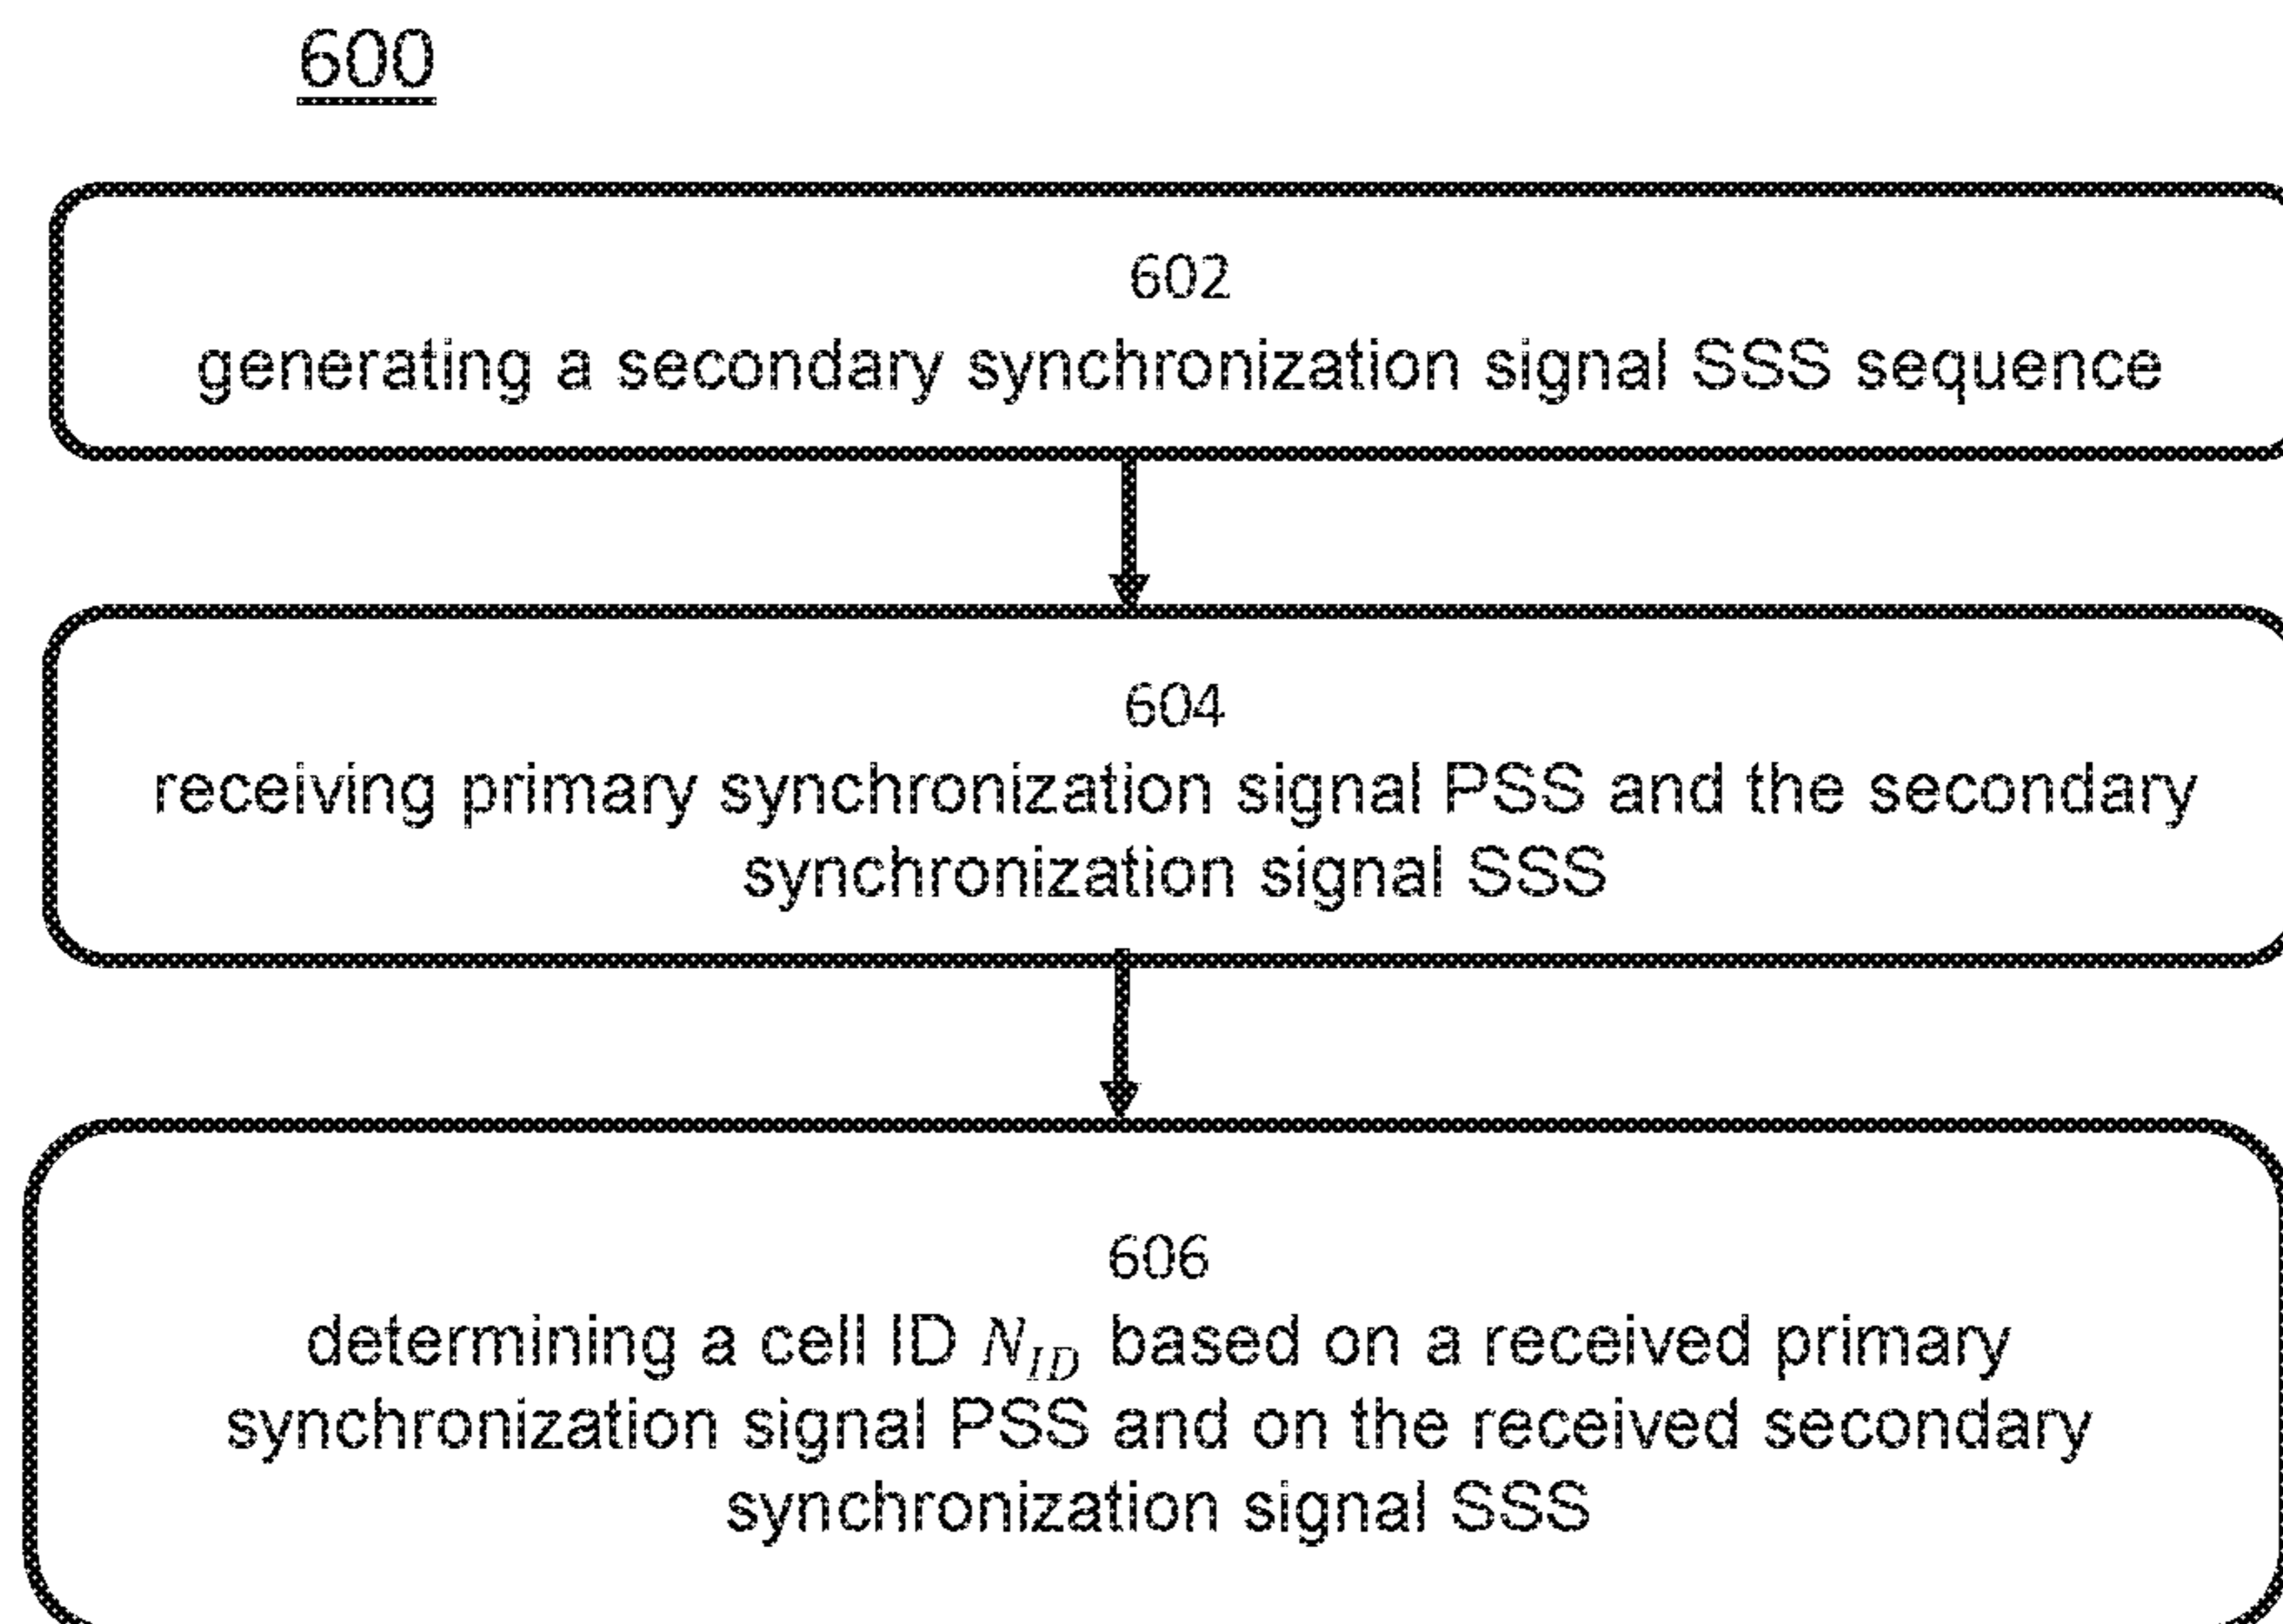 600
602
generating a secondary synchronization signal SSS sequence
604
receiving primary synchronization signal PSS and the secondary
synchronization signal SSS
606
determining a cell ID N_ID based on a received primary
synchronization signal PSS and on the received secondary
synchronization signal SSS